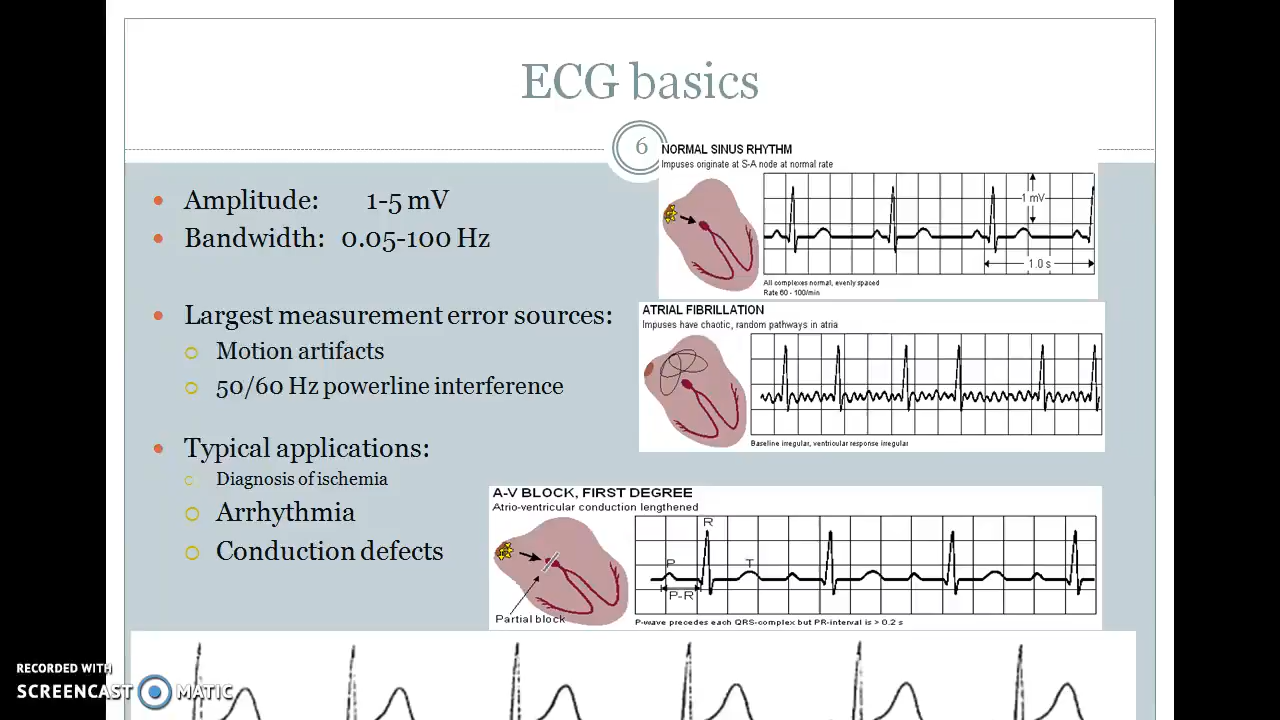 ECG basics
6
Amplitude: 1-5 mV
Bandwidth: 0.05-100 Hz
Largest measurement error sources:
Motion artifacts
50/60 Hz powerline interference
Typical applications:
Diagnosis of ischemia
Arrhythmia
Conduction defects
NORMAL SINUS RHYTHM
Impuses originate at S-A node at normal rate
1 mV
1.0 s
All complexes normal, evenly spaced
Rate 60 - 100/min
ATRIAL FIBRILLATION
Impuses have chaotic, random pathways in atria
Baseline irregular, ventricular response irregular
A-V BLOCK, FIRST DEGREE
Atrio-ventricular conduction lengthened
R
P
T
P-R
Partial block
P-wave precedes each QRS-complex but PR-interval is > 0.2 s
RECORDED WITH
SCREENCAST MATIC